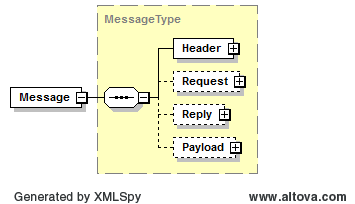 MessageType
Header
Request
Message
Reply
Payload
Generated by XMLSpy
www.altova.com